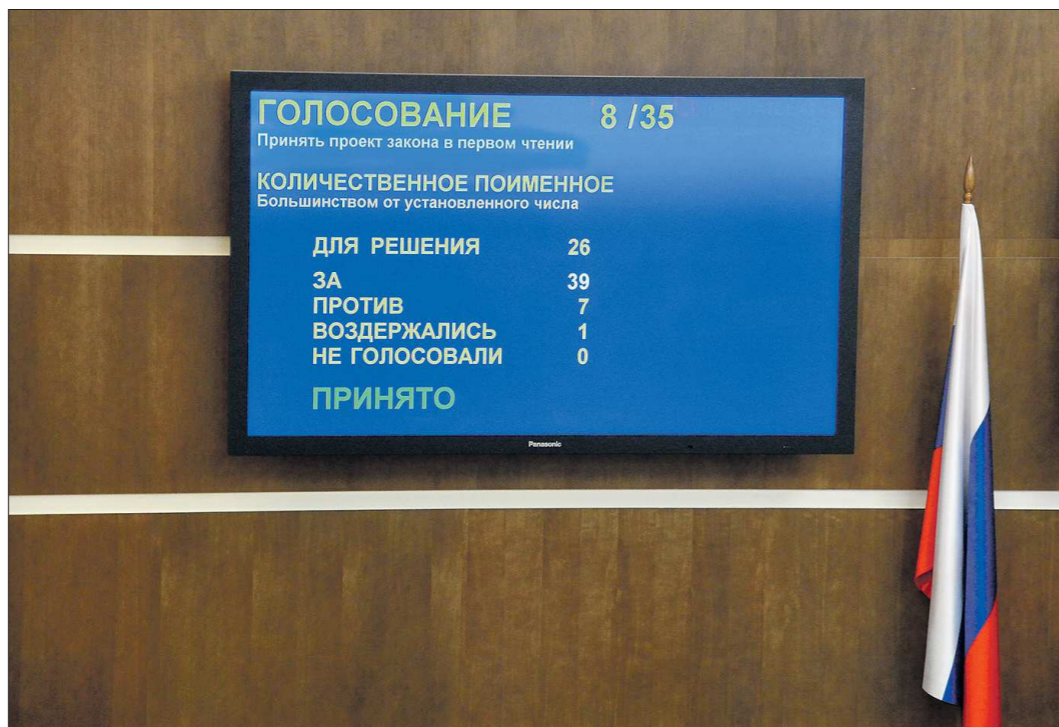 ГОЛОСОВАНИЕ 8 /35
Принять проект закона в первом чтении
КОЛИЧЕСТВЕННОЕ ПОИМЕННОЕ
Большинством от установленного числа
ДЛЯ РЕШЕНИЯ 26
ЗА 39
ПРОТИВ 7
ВОЗДЕРЖАЛИСЬ 1
НЕ ГОЛОСОВАЛИ 0
ПРИНЯТО
Panasonic